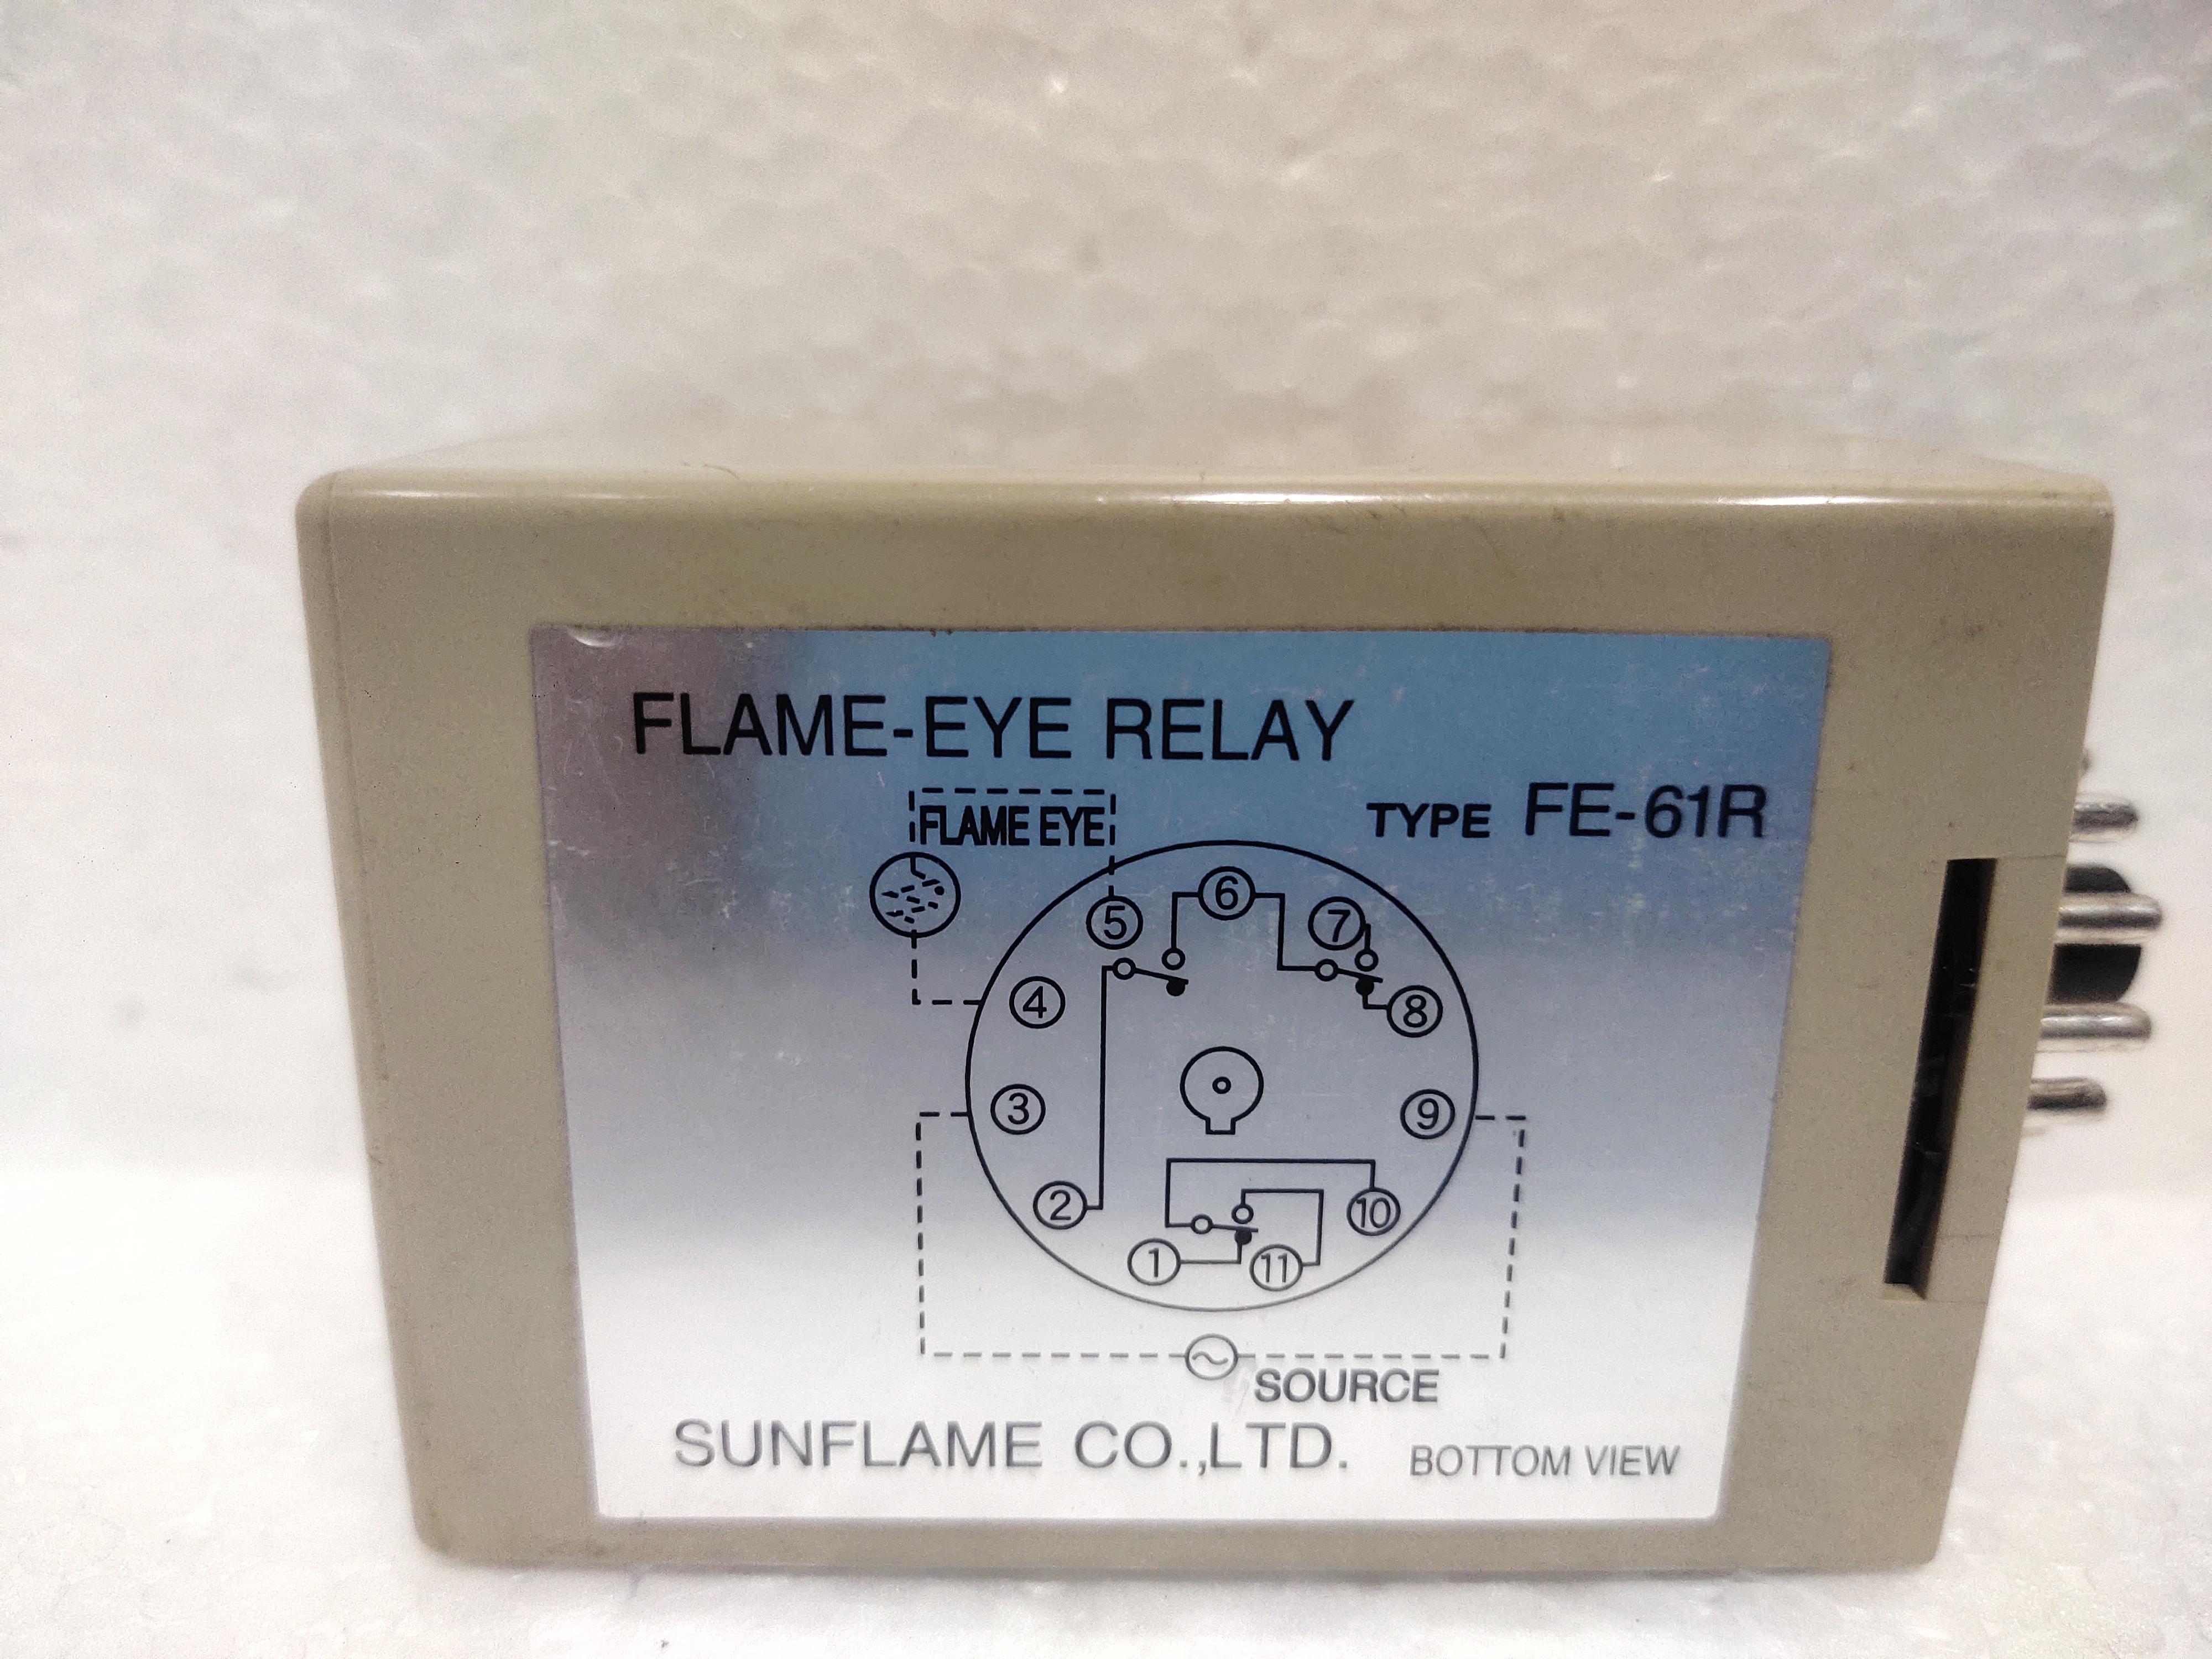 FLAME-EYE RELAY
TYPE FE-61R
FLAME EYE
6
5
7
4
8
3
9
2
10
1
11
SOURCE
SUNFLAME CO.,LTD.
BOTTOM VIEW